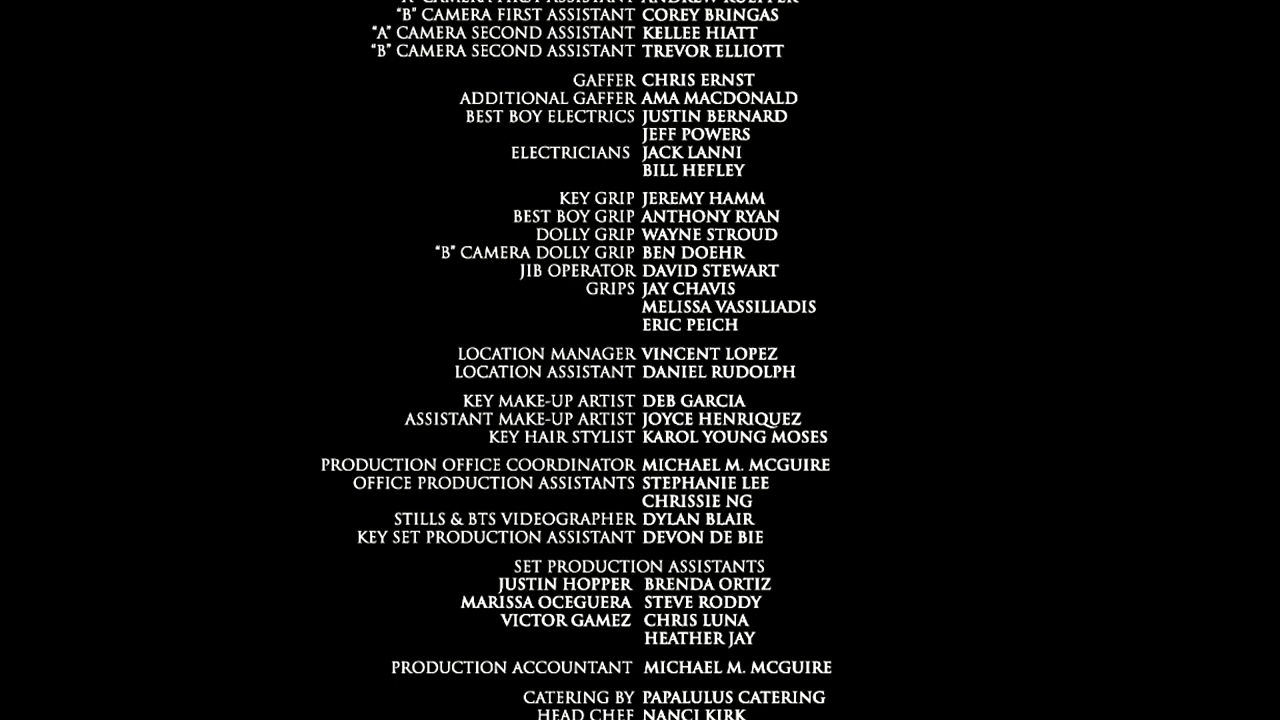 "A" CAMERA FIRST ASSISTANT ANDREW
"B" CAMERA FIRST ASSISTANT COREY BRINGAS
"A" CAMERA SECOND ASSISTANT KELLEE HIATT
"B" CAMERA SECOND ASSISTANT TREVOR ELLIOTT
GAFFER CHRIS ERNST
ADDITIONAL GAFFER AMA MACDONALD
BEST BOY ELECTRICS JUSTIN BERNARD
JEFF POWERS
ELECTRICIANS JACK LANNI
BILL HEFLEY
KEY GRIP JEREMY HAMM
BEST BOY GRIP ANTHONY RYAN
DOLLY GRIP WAYNE STROUD
"B" CAMERA DOLLY GRIP BEN DOEHR
JIB OPERATOR DAVID STEWART
GRIPS JAY CHAVIS
MELISSA VASSILIADIS
ERIC PEICH
LOCATION MANAGER VINCENT LOPEZ
LOCATION ASSISTANT DANIEL RUDOLPH
KEY MAKE-UP ARTIST DEB GARCIA
ASSISTANT MAKE-UP ARTIST JOYCE HENRIQUEZ
KEY HAIR STYLIST KAROL YOUNG MOSES
PRODUCTION OFFICE COORDINATOR MICHAEL M. MCGUIRE
OFFICE PRODUCTION ASSISTANTS STEPHANIE LEE
CHRISSIE NG
STILLS & BTS VIDEOGRAPHER DYLAN BLAIR
KEY SET PRODUCTION ASSISTANT DEVON DE BIE
SET PRODUCTION ASSISTANTS
JUSTIN HOPPER BRENDA ORTIZ
MARISSA OCEGUERA STEVE RODDY
VICTOR GAMEZ CHRIS LUNA
HEATHER JAY
PRODUCTION ACCOUNTANT MICHAEL M. MCGUIRE
CATERING BY PAPALULUS CATERING
HEAD CHEF NANCI KIRK